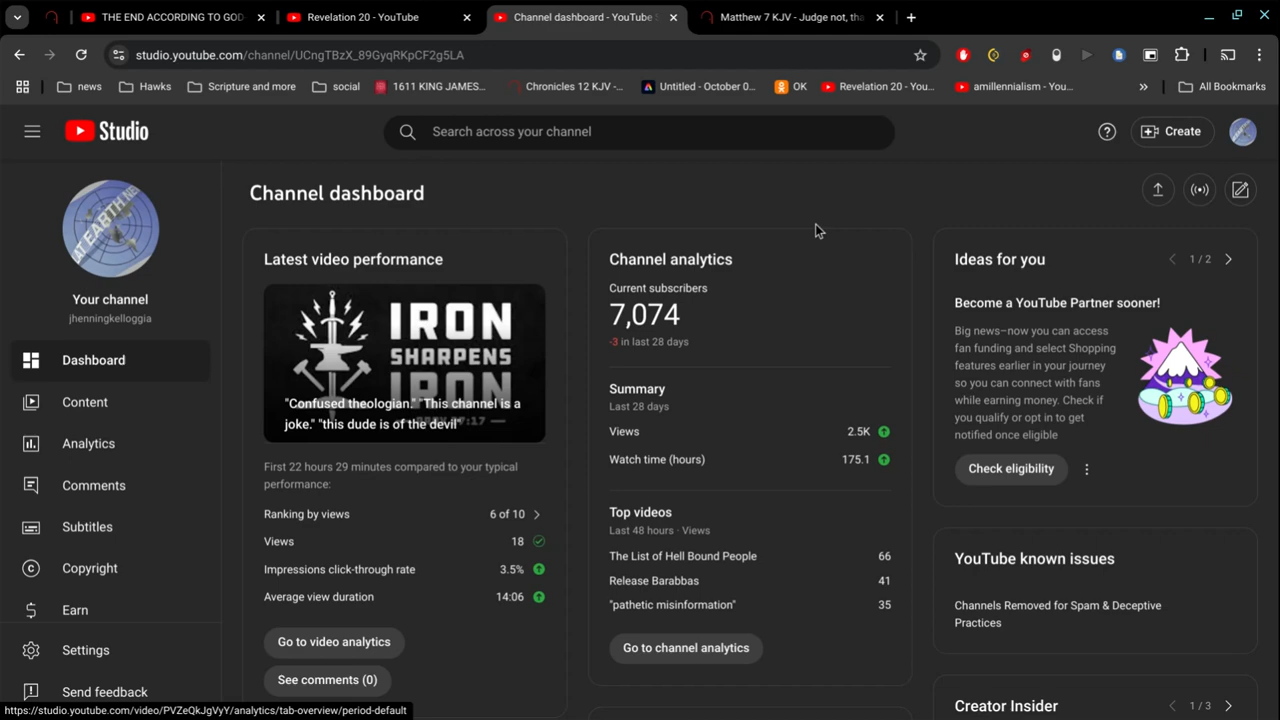 THE END ACCORDING TO GOD
Revelation 20 - YouTube
Channel dashboard - YouTube S
Matthew 7 KJV - Judge not, tha
studio.youtube.com/channel/UCngTBzX_89GyqRKpCF2g5LA
news
Hawks
Scripture and more
social
1611 KING JAMES...
Chronicles 12 KJV -...
Untitled - October 0...
OK
Revelation 20 - You...
amillennialism - You...
All Bookmarks
Studio
Search across your channel
Create
AT EARTH.NE
Your channel
jhenningkelloggia
Dashboard
Content
Analytics
Comments
Subtitles
Copyright
Earn
Settings
Send feedback
Channel dashboard
Latest video performance
IRON
SHARPENS
IRON
"Confused theologian." "This channel is a
joke." "this dude is of the devil"
First 22 hours 29 minutes compared to your typical
performance:
Ranking by views 6 of 10
Views 18
Impressions click-through rate 3.5%
Average view duration 14:06
Go to video analytics
See comments (0)
Channel analytics
Current subscribers
7,074
-3 in last 28 days
Summary
Last 28 days
Views 2.5K
Watch time (hours) 175.1
Top videos
Last 48 hours · Views
The List of Hell Bound People 66
Release Barabbas 41
"pathetic misinformation" 35
Go to channel analytics
Ideas for you
1 / 2
Become a YouTube Partner sooner!
Big news–now you can access
fan funding and select Shopping
features earlier in your journey
so you can connect with fans
while earning money. Check if
you qualify or opt in to get
notified once eligible
Check eligibility
YouTube known issues
Channels Removed for Spam & Deceptive
Practices
Creator Insider
1 / 3
https://studio.youtube.com/video/PVZeQkJgVyY/analytics/tab-overview/period-default